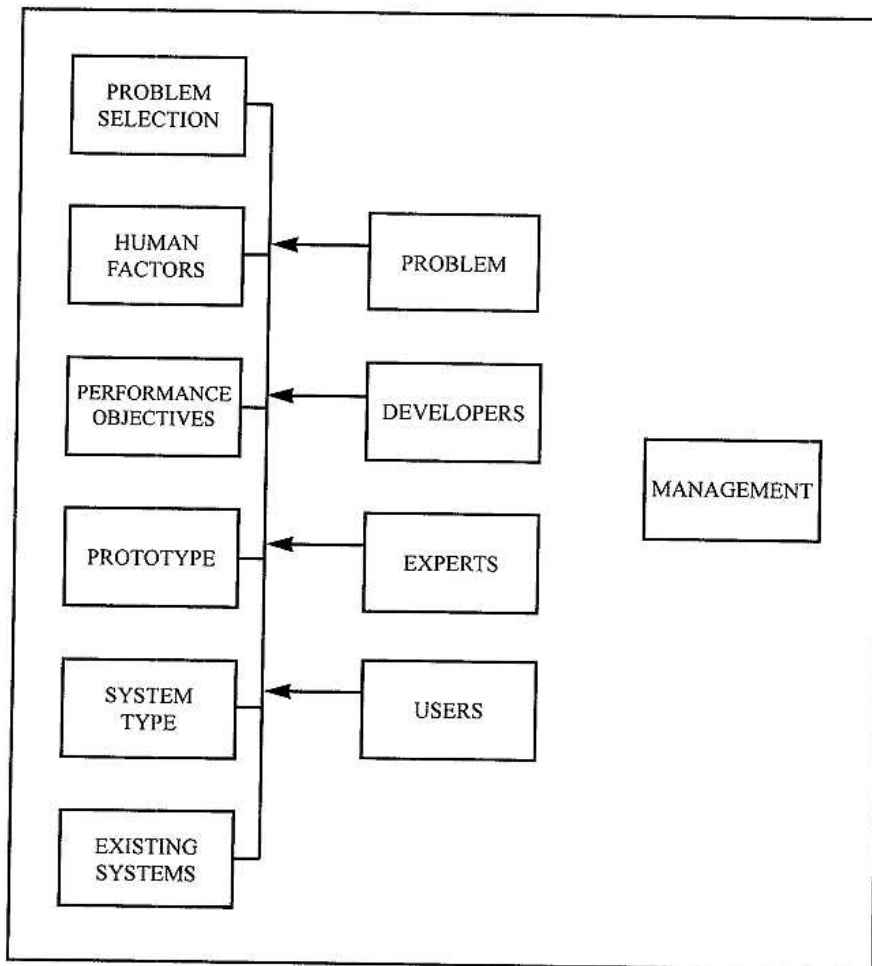 PROBLEM
SELECTION
HUMAN
FACTORS
PROBLEM
PERFORMANCE
OBJECTIVES
DEVELOPERS
MANAGEMENT
PROTOTYPE
EXPERTS
SYSTEM
TYPE
USERS
EXISTING
SYSTEMS